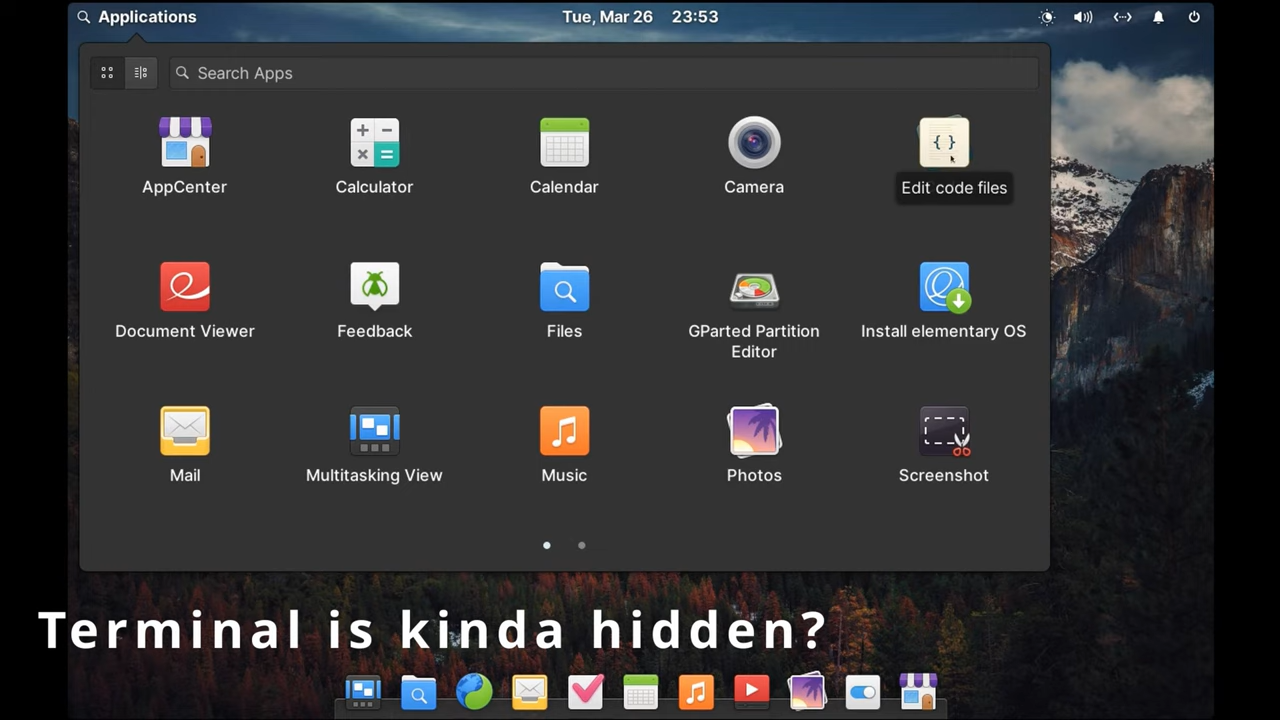 Applications
Tue, Mar 26 23:53
Search Apps
AppCenter
Calculator
Calendar
Camera
Edit code files
Document Viewer
Feedback
Files
GParted Partition
Editor
Install elementary OS
Mail
Multitasking View
Music
Photos
Screenshot
Terminal is kinda hidden?